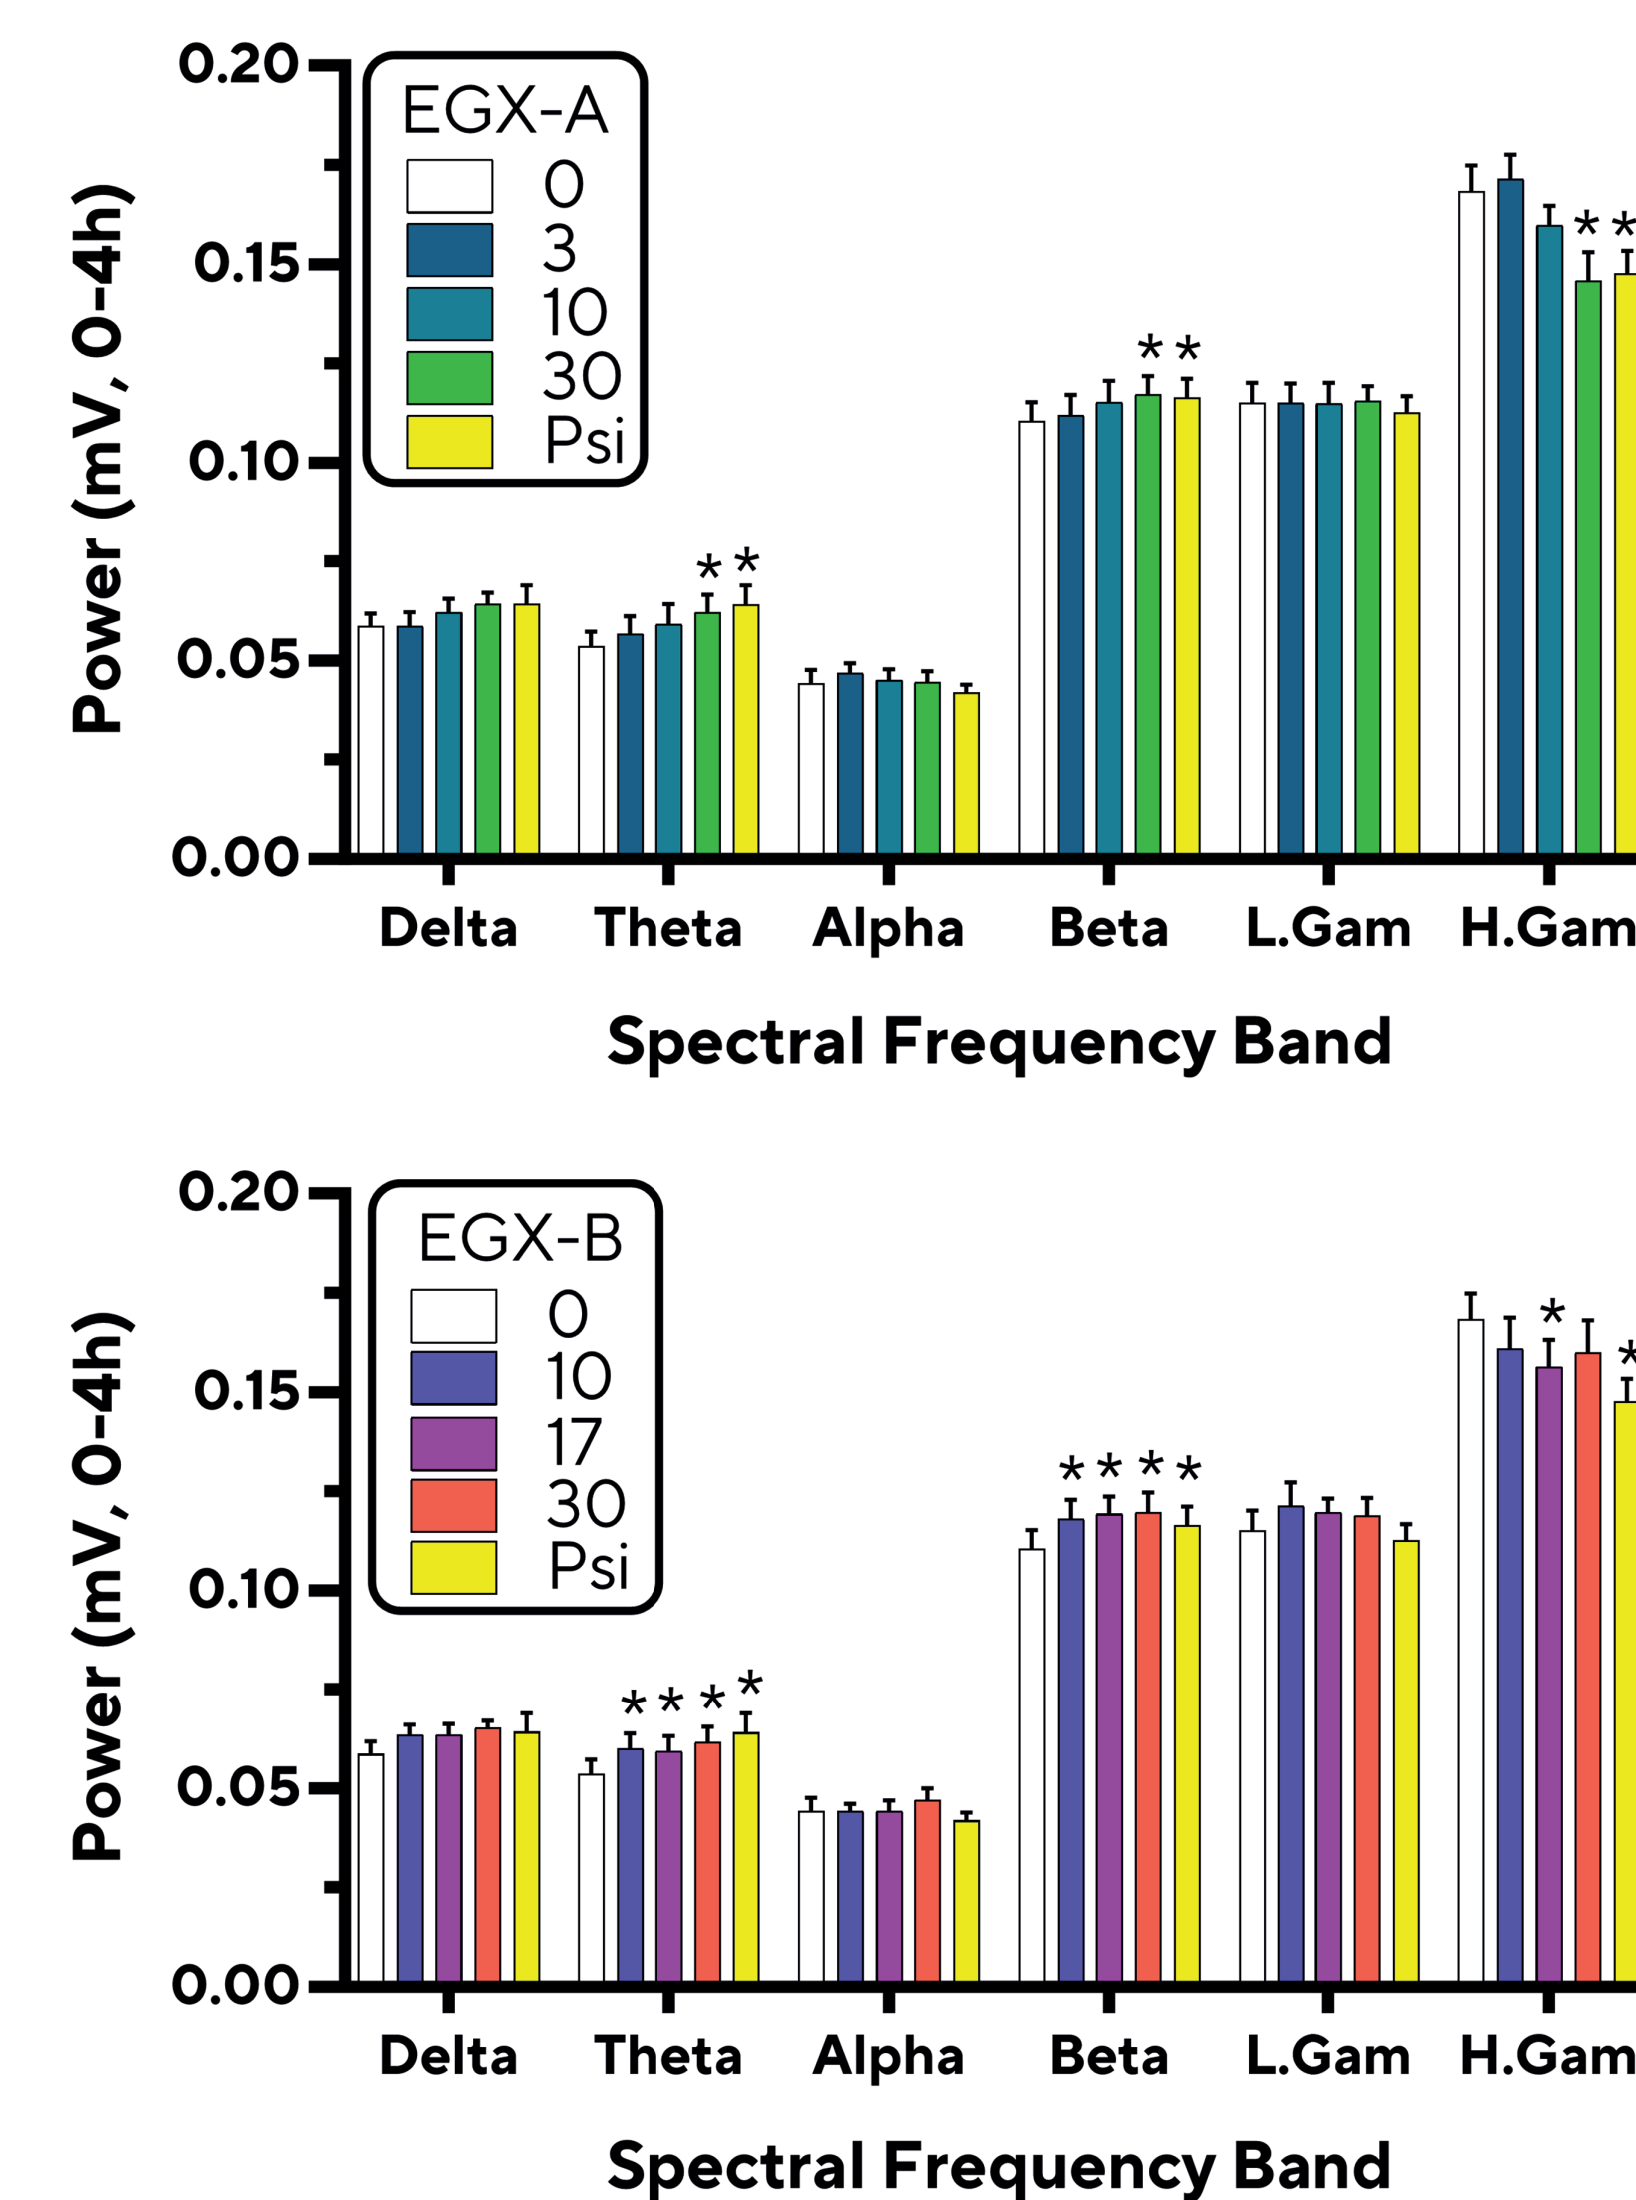 0.20
EGX-A
0
3
10
30
Psi
0.15
0.10
0.05
0.00
Power (mV, 0-4h)
* *
* *
* *
Delta Theta Alpha Beta L.Gam H.Gam
Spectral Frequency Band
0.20
EGX-B
0
10
17
30
Psi
0.15
0.10
0.05
0.00
Power (mV, 0-4h)
* * * *
* * * *
* *
Delta Theta Alpha Beta L.Gam H.Gam
Spectral Frequency Band